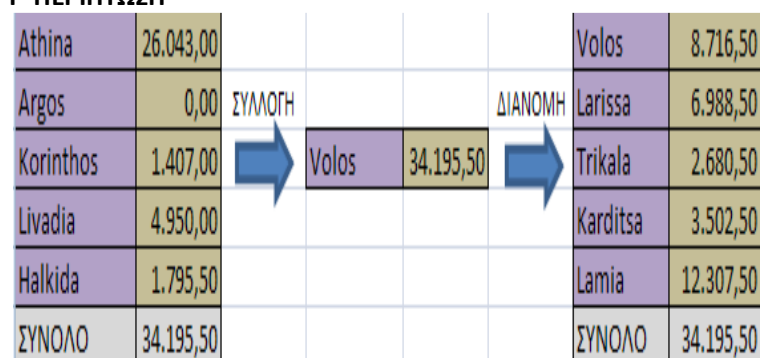 Athina 26.043,00 Volos 8.716,50
Argos 0,00 ΣΥΛΛΟΓΗ ΔΙΑΝΟΜΗ Larissa 6.988,50
Korinthos 1.407,00 Volos 34.195,50 Trikala 2.680,50
Livadia 4.950,00 Karditsa 3.502,50
Halkida 1.795,50 Lamia 12.307,50
ΣΥΝΟΛΟ 34.195,50 ΣΥΝΟΛΟ 34.195,50